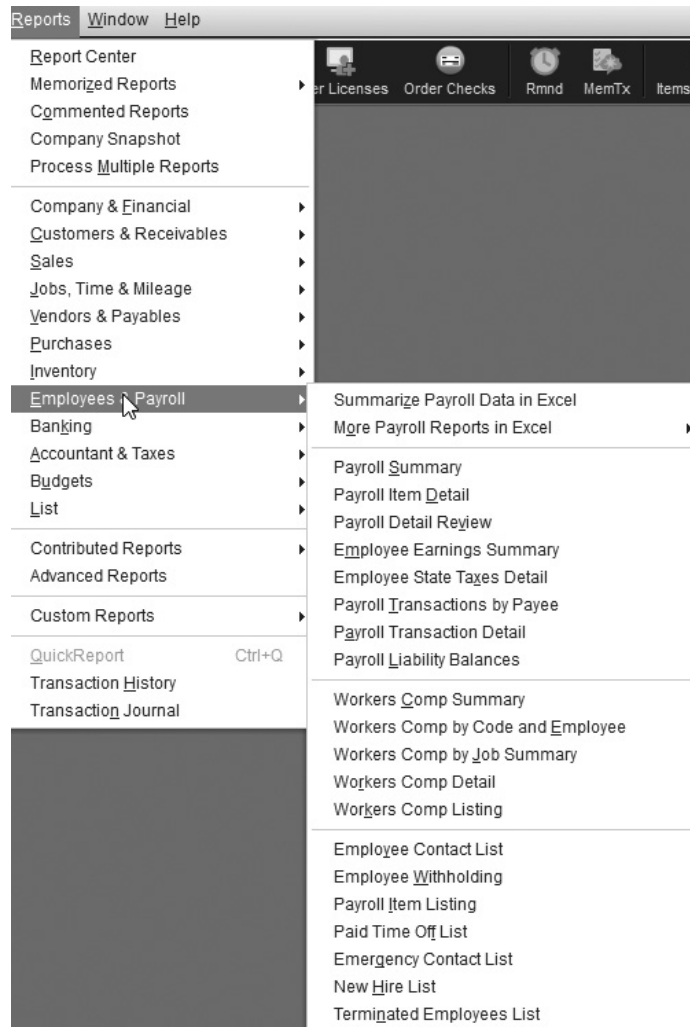 Reports Window Help
Report Center
Memorized Reports
Commented Reports
Company Snapshot
Process Multiple Reports
Company & Financial
Customers & Receivables
Sales
Jobs, Time & Mileage
Vendors & Payables
Purchases
Inventory
Employees & Payroll
Banking
Accountant & Taxes
Budgets
List
Contributed Reports
Advanced Reports
Custom Reports
QuickReport Ctrl+Q
Transaction History
Transaction Journal
er Licenses Order Checks Rmnd MemTx Items
Summarize Payroll Data in Excel
More Payroll Reports in Excel
Payroll Summary
Payroll Item Detail
Payroll Detail Review
Employee Earnings Summary
Employee State Taxes Detail
Payroll Transactions by Payee
Payroll Transaction Detail
Payroll Liability Balances
Workers Comp Summary
Workers Comp by Code and Employee
Workers Comp by Job Summary
Workers Comp Detail
Workers Comp Listing
Employee Contact List
Employee Withholding
Payroll Item Listing
Paid Time Off List
Emergency Contact List
New Hire List
Terminated Employees List